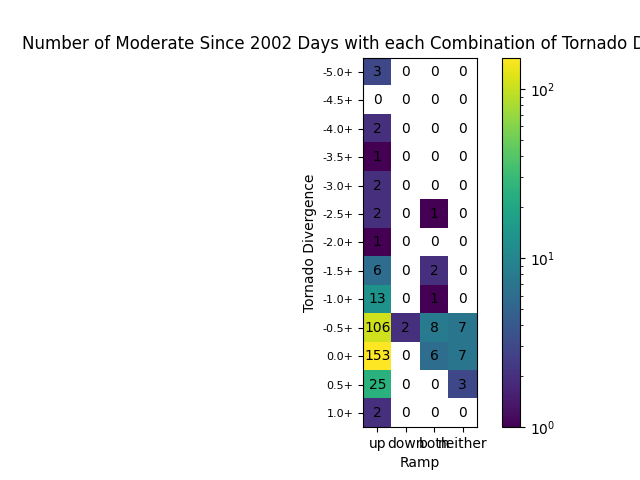 Number of Moderate Since 2002 Days with each Combination of Tornado D
-5.0+ 3 0 0 0
-4.5+ 0 0 0 0
-4.0+ 2 0 0 0
-3.5+ 1 0 0 0
-3.0+ 2 0 0 0
-2.5+ 2 0 1 0
-2.0+ 1 0 0 0
-1.5+ 6 0 2 0
-1.0+ 13 0 1 0
-0.5+ 106 2 8 7
0.0+ 153 0 6 7
0.5+ 25 0 0 3
1.0+ 2 0 0 0
up down both neither
Ramp
Tornado Divergence
10²
10¹
10⁰